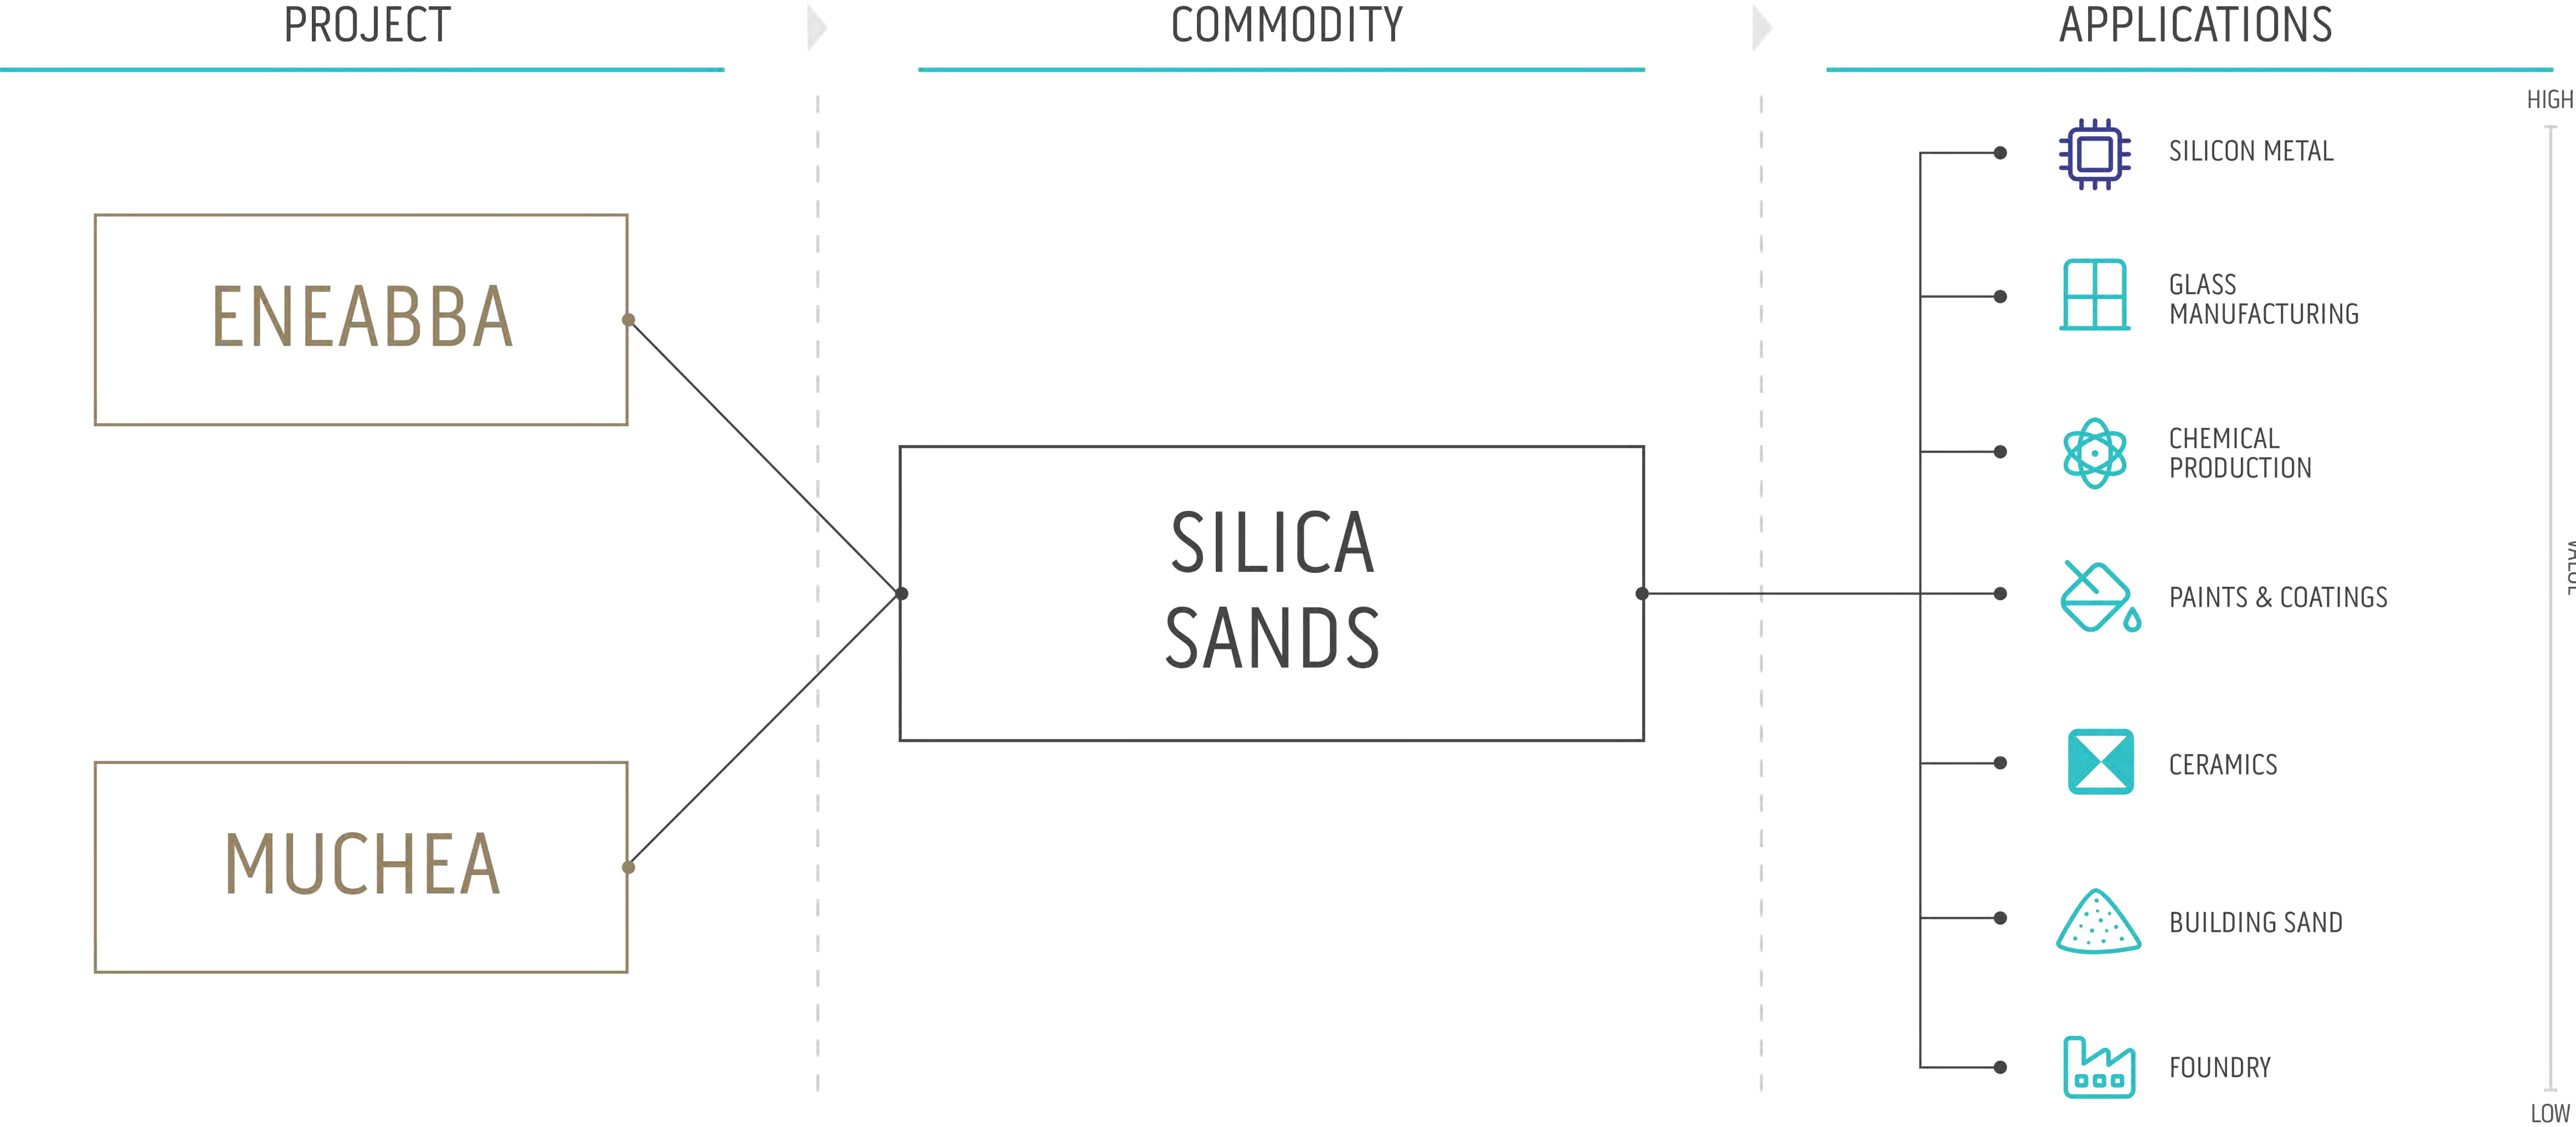 PROJECT
COMMODITY
APPLICATIONS
HIGH
SILICON METAL
ENEABBA
GLASS
MANUFACTURING
CHEMICAL
PRODUCTION
SILICA
SANDS
VALUE
PAINTS & COATINGS
CERAMICS
MUCHEA
BUILDING SAND
FOUNDRY
LOW